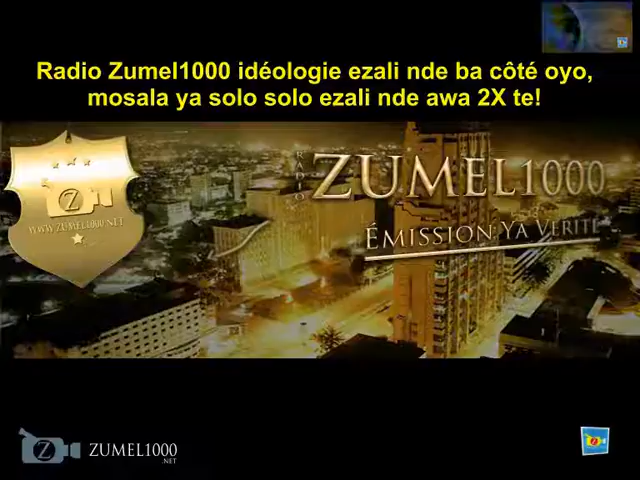 Radio Zumel1000 idéologie ezali nde ba côté oyo,
mosala ya solo solo ezali nde awa 2X te!
RADIO
ZUMEL1000
Z
WWW.ZUMEL1000.NET
ÉMISSION YA VERITÉ
Z
ZUMEL1000
.NET